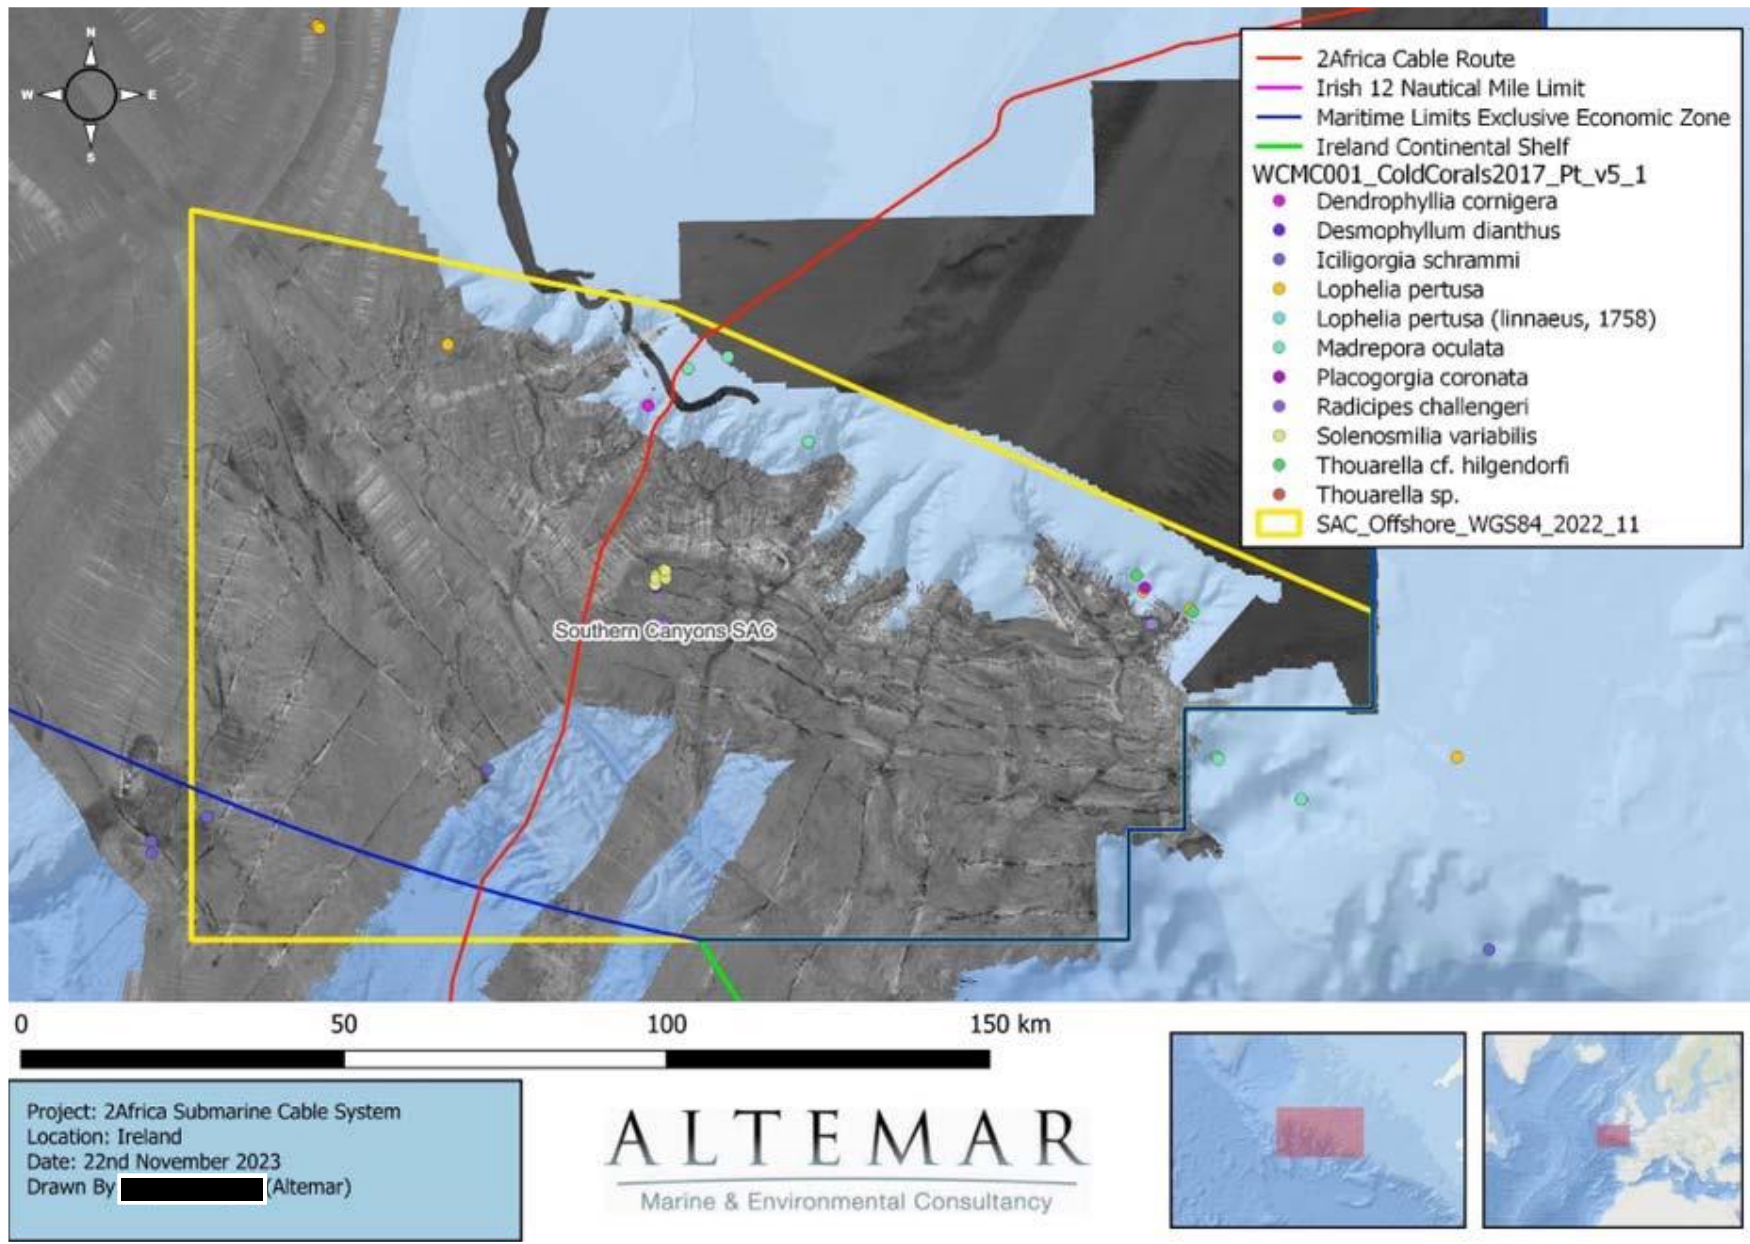 N
W
E
S
2Africa Cable Route
Irish 12 Nautical Mile Limit
Maritime Limits Exclusive Economic Zone
Ireland Continental Shelf
WCMC001_ColdCorals2017_Pt_v5_1
Dendrophyllia cornigera
Desmophyllum dianthus
Iciligorgia schrammi
Lophelia pertusa
Lophelia pertusa (linnaeus, 1758)
Madrepora oculata
Placogorgia coronata
Radicipes challengeri
Solenosmilia variabilis
Thouarella cf. hilgendorfi
Thouarella sp.
SAC_Offshore_WGS84_2022_11
Southern Canyons SAC
0 50 100 150 km
Project: 2Africa Submarine Cable System
Location: Ireland
Date: 22nd November 2023
Drawn By (Altemar)
ALTEMAR
Marine & Environmental Consultancy